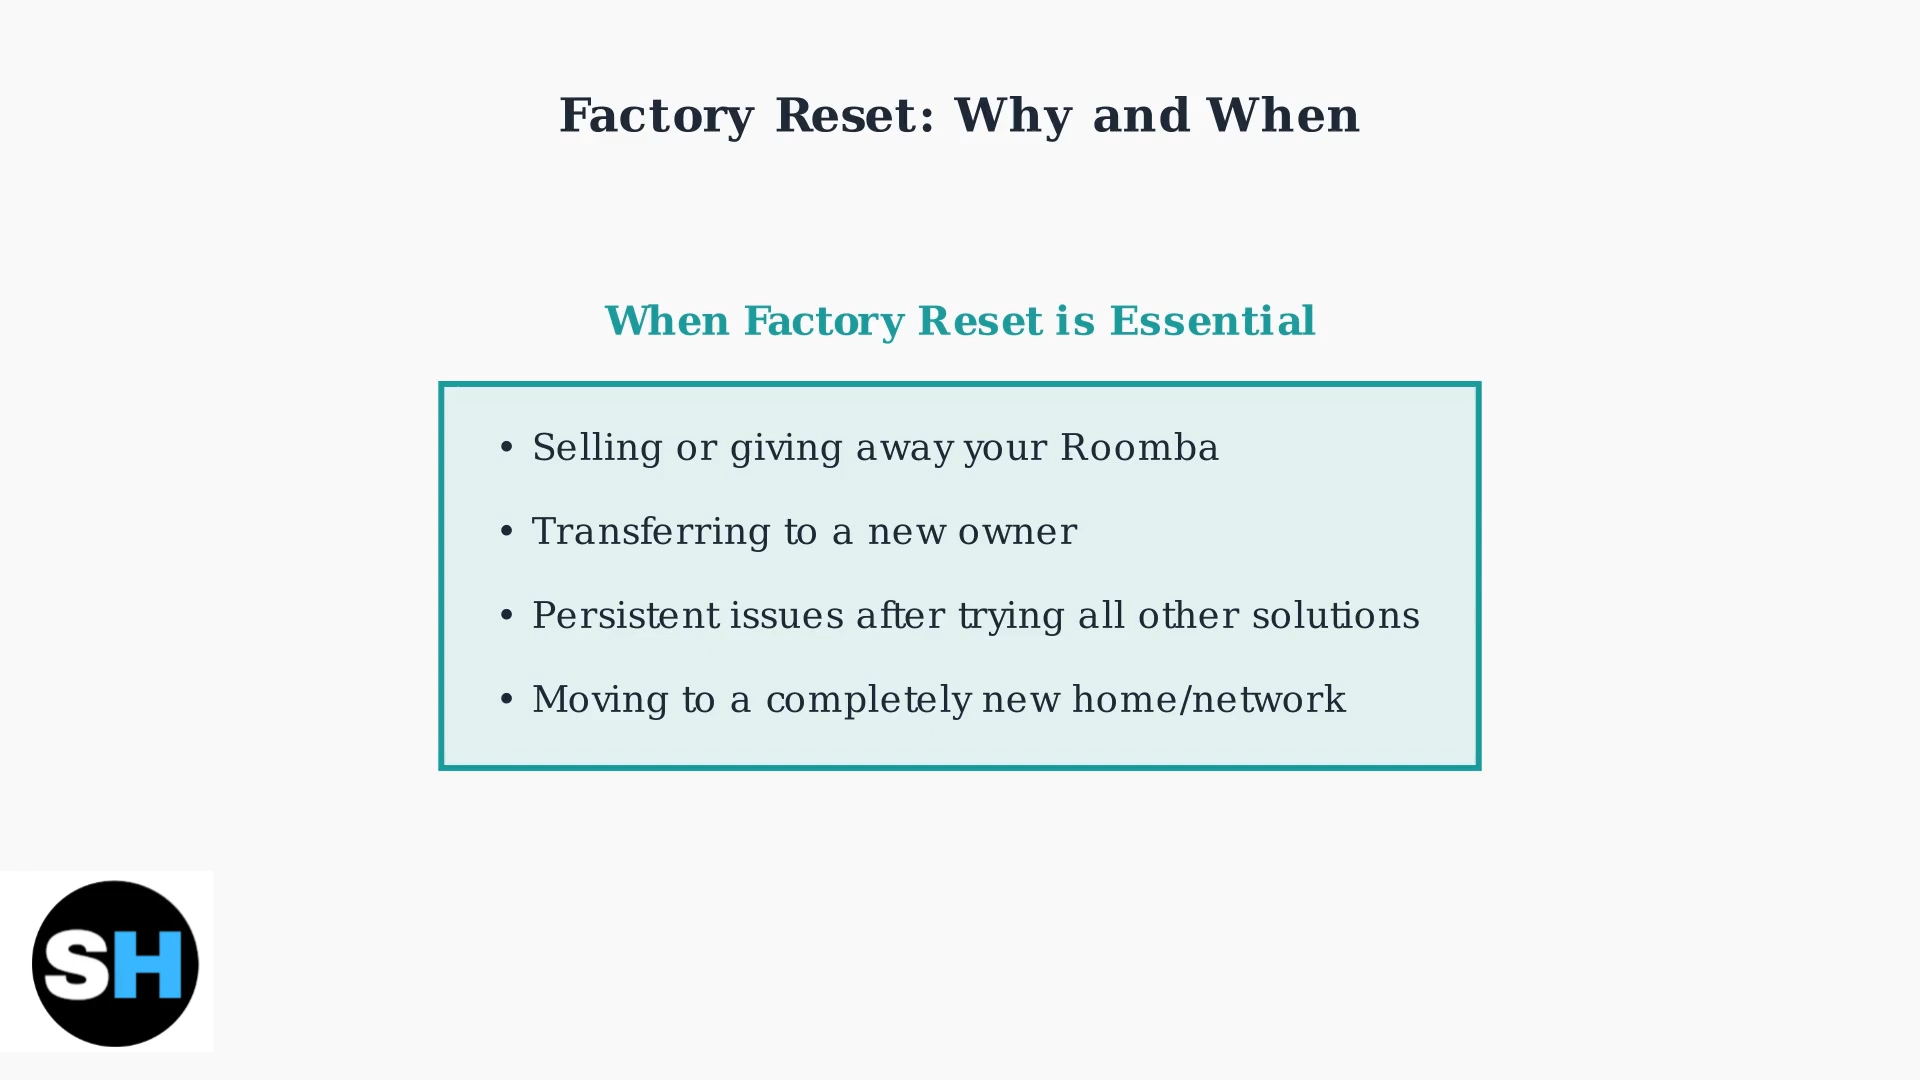 Factory Reset: Why and When
When Factory Reset is Essential
• Selling or giving away your Roomba
• Transferring to a new owner
• Persistent issues after trying all other solutions
• Moving to a completely new home/network
SH